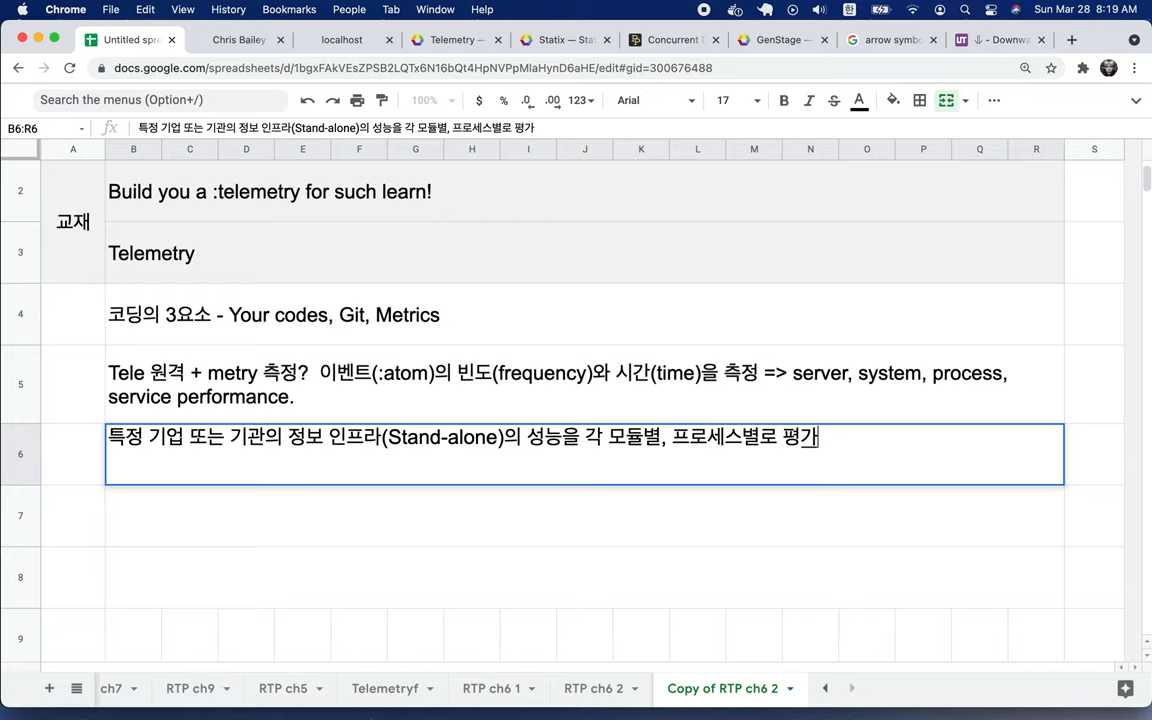 Chrome File Edit View History Bookmarks People Tab Window Help 한 Sun Mar 28 8:19 AM
Untitled spre Chris Bailey localhost Telemetry — Statix — Stat Concurrent D GenStage — arrow symbo UT ↓ - Downwa
docs.google.com/spreadsheets/d/1bgxFAkVEsZPSB2LQTx6N16bQt4HpNVPpMlaHynD6aHE/edit#gid=300676488
Search the menus (Option+/) 100% $ % .0 .00 123 Arial 17 B I S A
B6:R6 fx 특정 기업 또는 기관의 정보 인프라(Stand-alone)의 성능을 각 모듈별, 프로세스별로 평가
A B C D E F G H I J K L M N O P Q R S
2 Build you a :telemetry for such learn!
교재
3 Telemetry
4 코딩의 3요소 - Your codes, Git, Metrics
5 Tele 원격 + metry 측정? 이벤트(:atom)의 빈도(frequency)와 시간(time)을 측정 => server, system, process,
service performance.
6 특정 기업 또는 기관의 정보 인프라(Stand-alone)의 성능을 각 모듈별, 프로세스별로 평가
7
8
9
ch7 RTP ch9 RTP ch5 Telemetryf RTP ch6 1 RTP ch6 2 Copy of RTP ch6 2